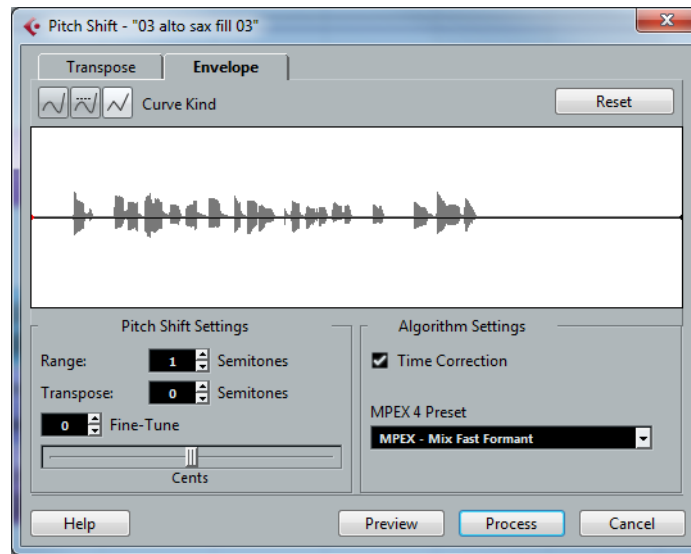 Pitch Shift - "03 alto sax fill 03"
Transpose Envelope
Curve Kind Reset
Pitch Shift Settings Algorithm Settings
Range: 1 Semitones Time Correction
Transpose: 0 Semitones
0 Fine-Tune MPEX 4 Preset
MPEX - Mix Fast Formant
Cents
Help Preview Process Cancel